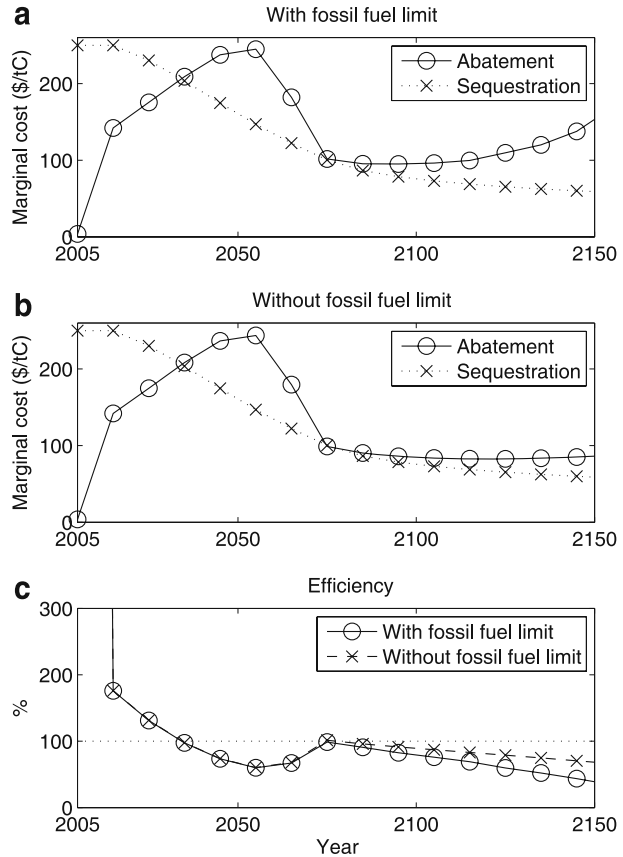 a
With fossil fuel limit
Marginal cost ($/tC)
200
100
0
Abatement
Sequestration
2005 2050 2100 2150
b
Without fossil fuel limit
Marginal cost ($/tC)
200
100
0
Abatement
Sequestration
2005 2050 2100 2150
c
Efficiency
%
300
200
100
0
With fossil fuel limit
Without fossil fuel limit
2005 2050 2100 2150
Year